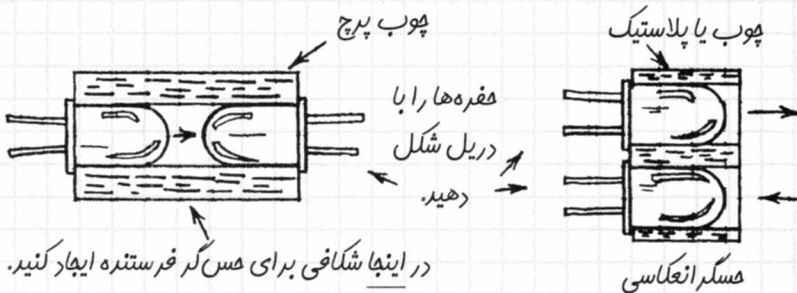 چوب پرچ
چوب یا پلاستیک
حفره‌ها را با
دریل شکل
دهید.
در اینجا شکافی برای حس‌گر فرستنده ایجاد کنید.
حسگر انعکاسی